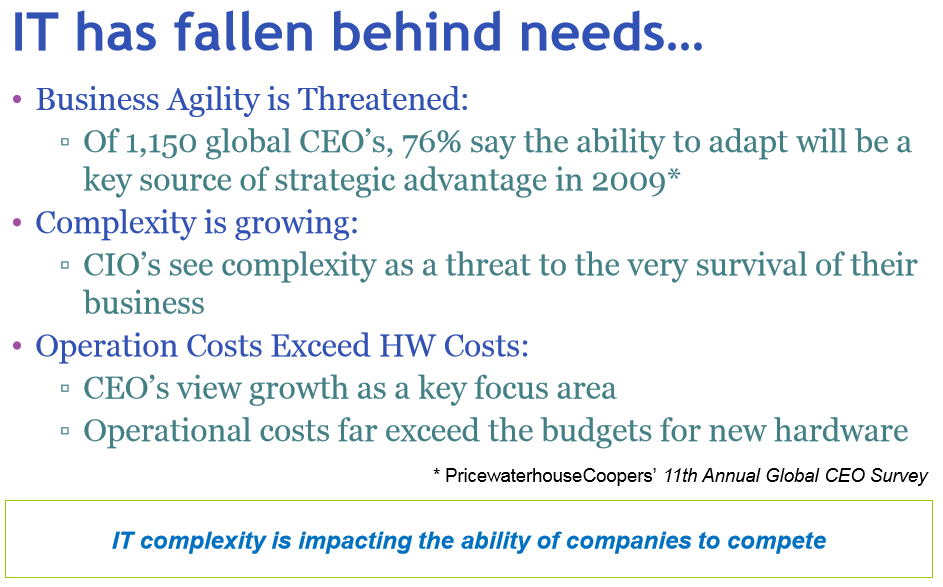 IT has fallen behind needs…
• Business Agility is Threatened:
▫ Of 1,150 global CEO’s, 76% say the ability to adapt will be a
key source of strategic advantage in 2009*
• Complexity is growing:
▫ CIO’s see complexity as a threat to the very survival of their
business
• Operation Costs Exceed HW Costs:
▫ CEO’s view growth as a key focus area
▫ Operational costs far exceed the budgets for new hardware
* PricewaterhouseCoopers’ 11th Annual Global CEO Survey
IT complexity is impacting the ability of companies to compete